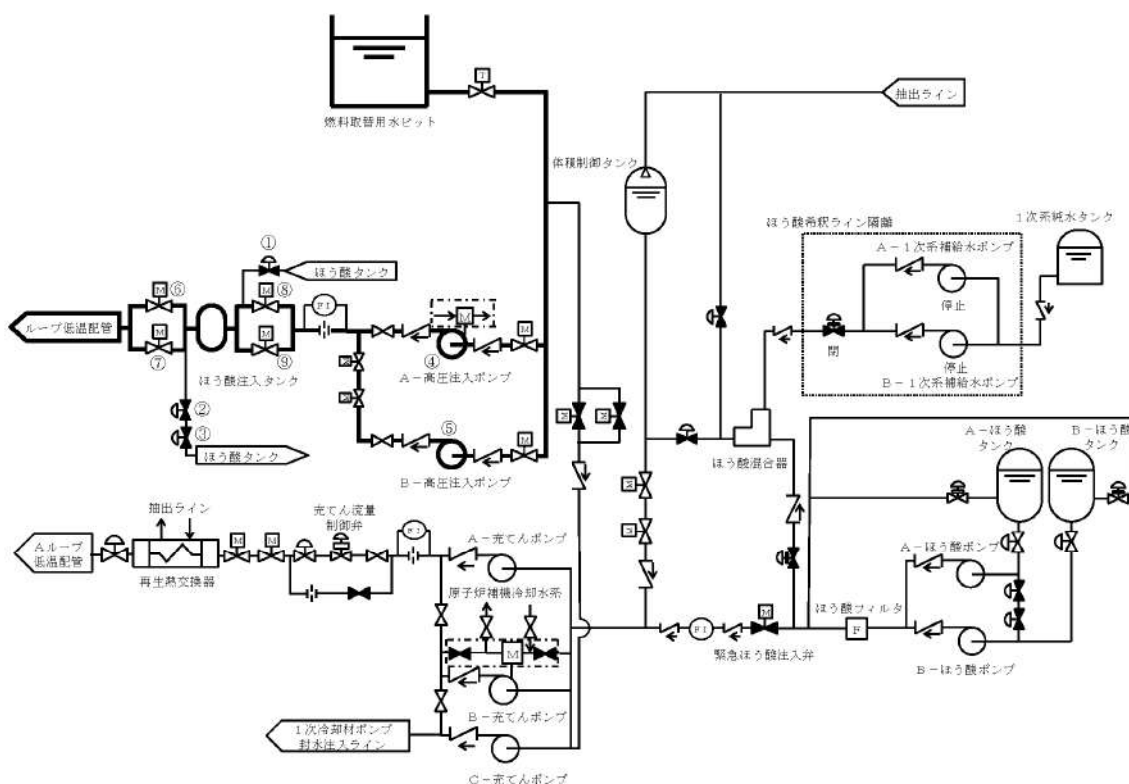 T
燃料取替用水ピット
抽出ライン
体積制御タンク
ほう酸希釈ライン隔離
1次系純水タンク
A－1次系補給水ポンプ
停止
閉
停止
B－1次系補給水ポンプ
①
ほう酸タンク
M
⑥
M
⑧
FI
M
M
ループ低温配管
M
⑦
M
⑨
④
ほう酸注入タンク
A－高圧注入ポンプ
M
M
②
③
ほう酸タンク
⑤
M
B－高圧注入ポンプ
M
M
ほう酸混合器
A－ほう酸
タンク
B－ほう酸
タンク
M
M
抽出ライン
充てん流量
制御弁
FI
Aループ
低温配管
M
M
再生熱交換器
A－充てんポンプ
原子炉補機冷却水系
A－ほう酸ポンプ
ほう酸フィルタ
FI
M
F
緊急ほう酸注入弁
B－ほう酸ポンプ
M
B－充てんポンプ
1次冷却材ポンプ
封水注入ライン
C－充てんポンプ